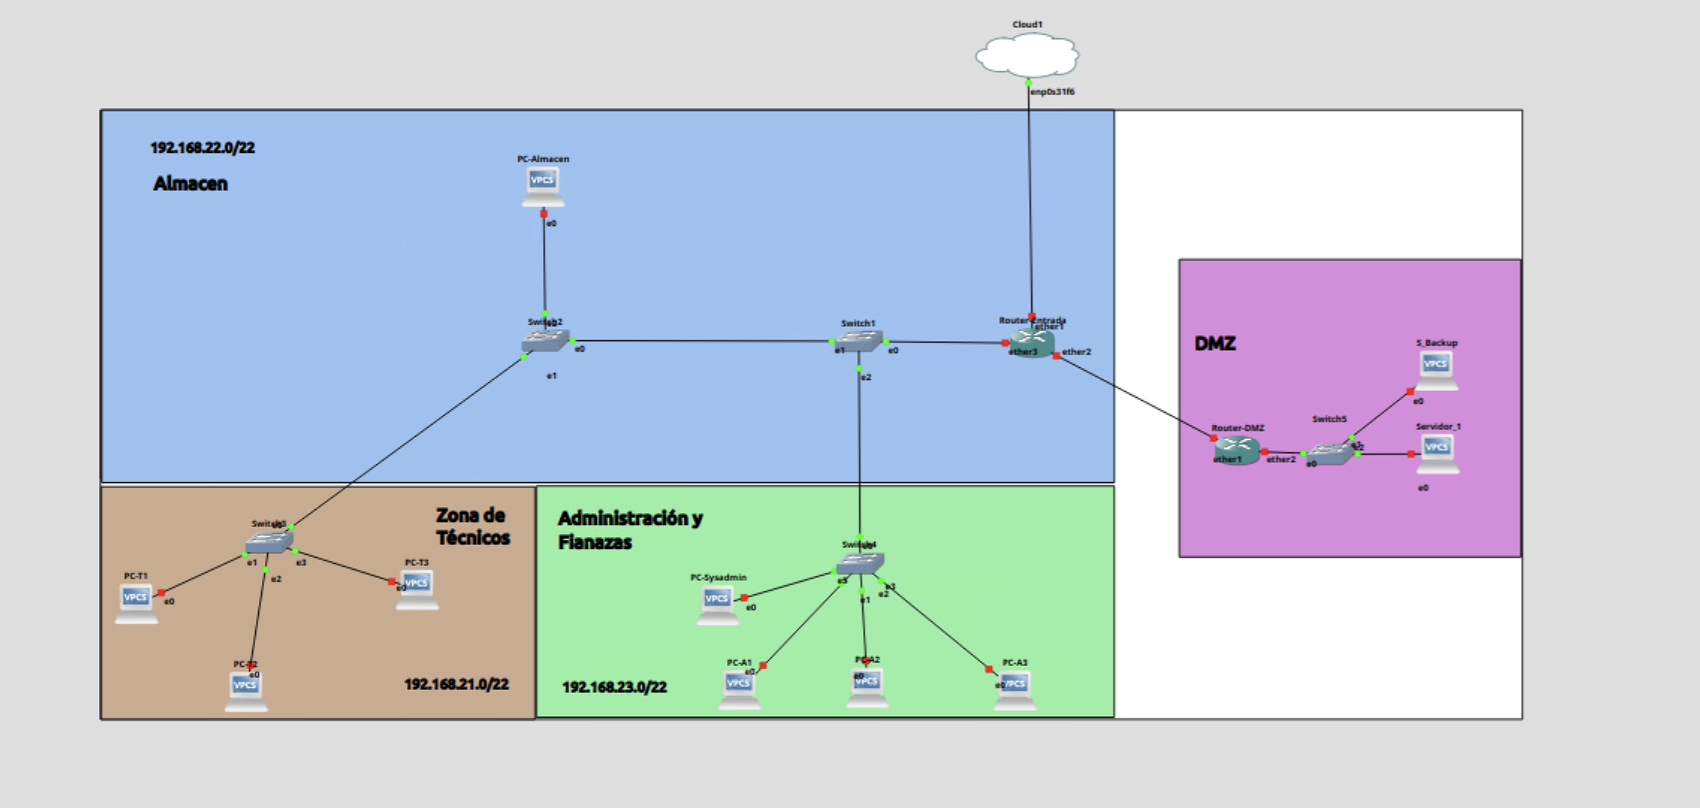 Cloud1
enp0s31f6
192.168.22.0/22
Almacen
PC-Almacen
VPCS
e0
Switch2
e0
e1
Switch1
e1
e0
e2
Router-Entrada
ether1
ether3
ether2
DMZ
S_Backup
VPCS
e0
Switch5
Servidor_1
VPCS
e0
Router-DMZ
ether1
ether2
e0
e2
Zona de
Técnicos
Switch3
e1
e2
e3
PC-T1
VPCS
e0
PC-T3
VPCS
e0
PC-T2
e0
VPCS
192.168.21.0/22
Administración y
Fianazas
Switch4
e1
e3
e2
PC-Sysadmin
VPCS
e0
PC-A1
e0
VPCS
PC-A2
e0
VPCS
PC-A3
e0
VPCS
192.168.23.0/22